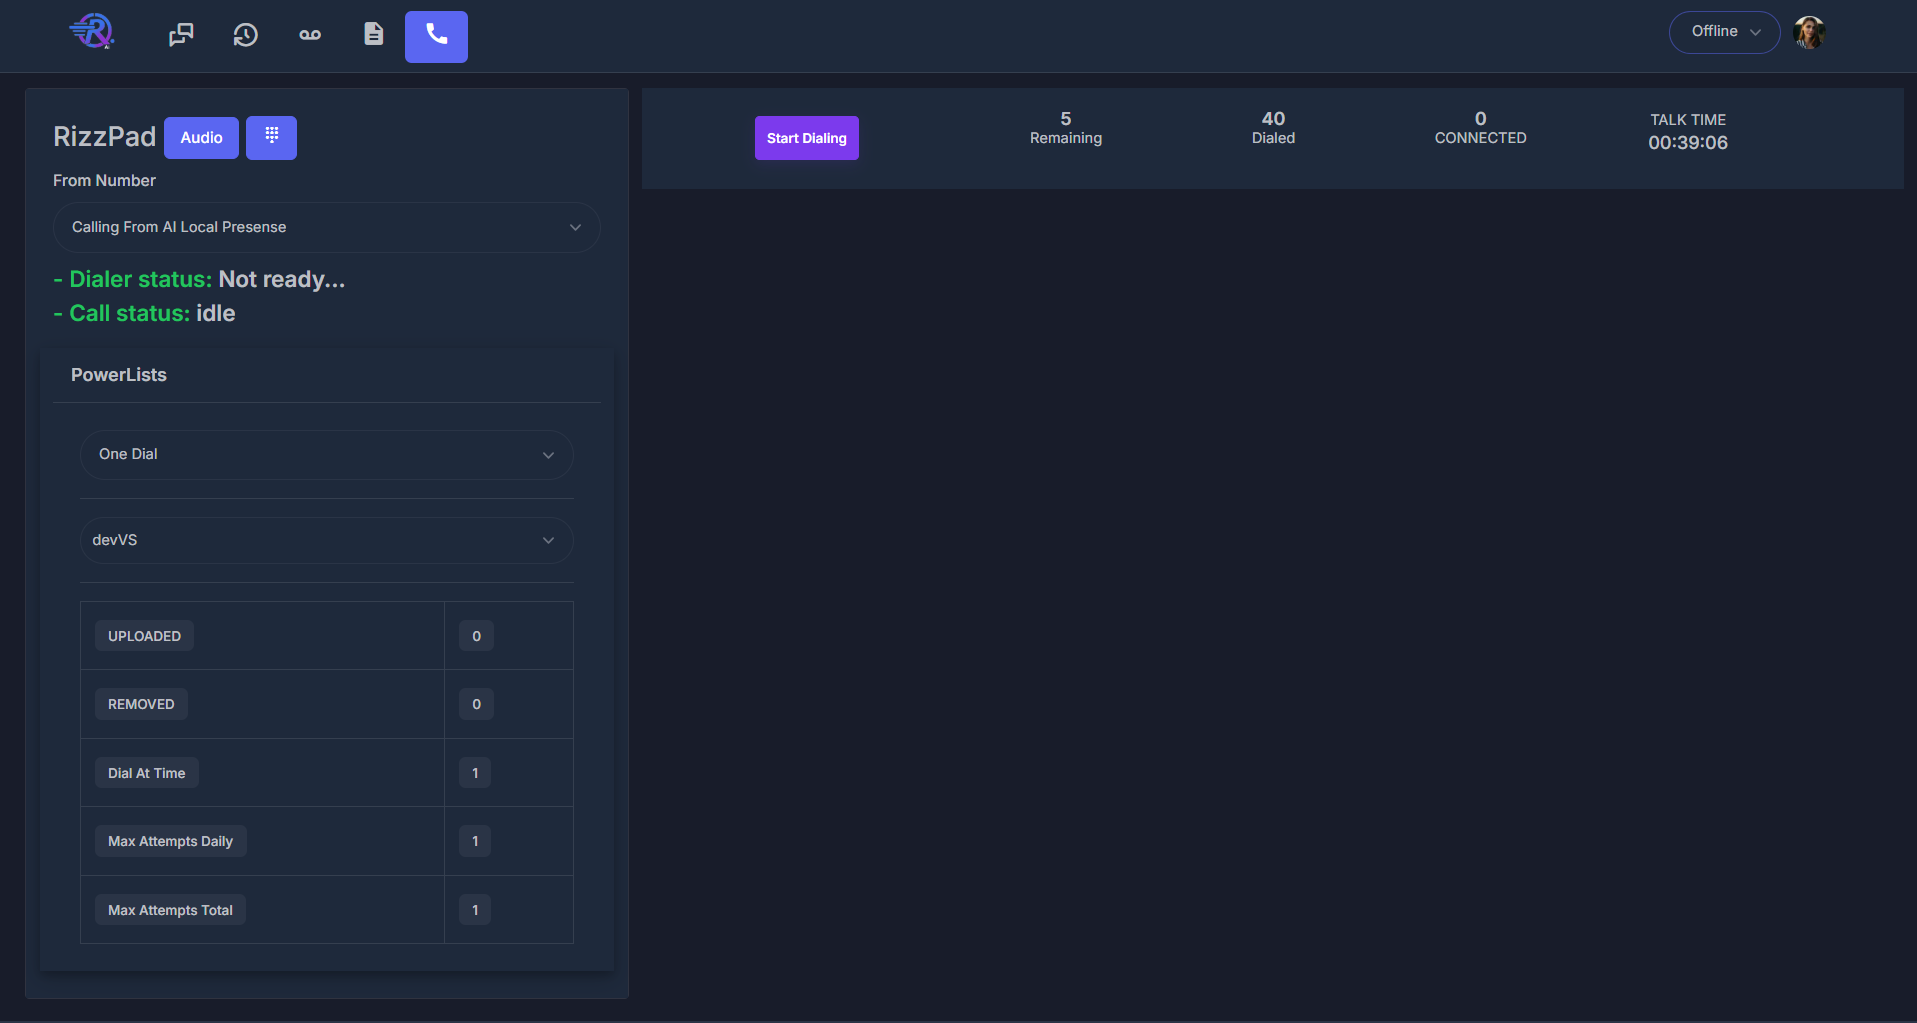 Offline
RizzPad
Audio
From Number
Calling From AI Local Presense
- Dialer status: Not ready...
- Call status: idle
PowerLists
One Dial
devVS
UPLOADED 0
REMOVED 0
Dial At Time 1
Max Attempts Daily 1
Max Attempts Total 1
Start Dialing
5
Remaining
40
Dialed
0
CONNECTED
TALK TIME
00:39:06